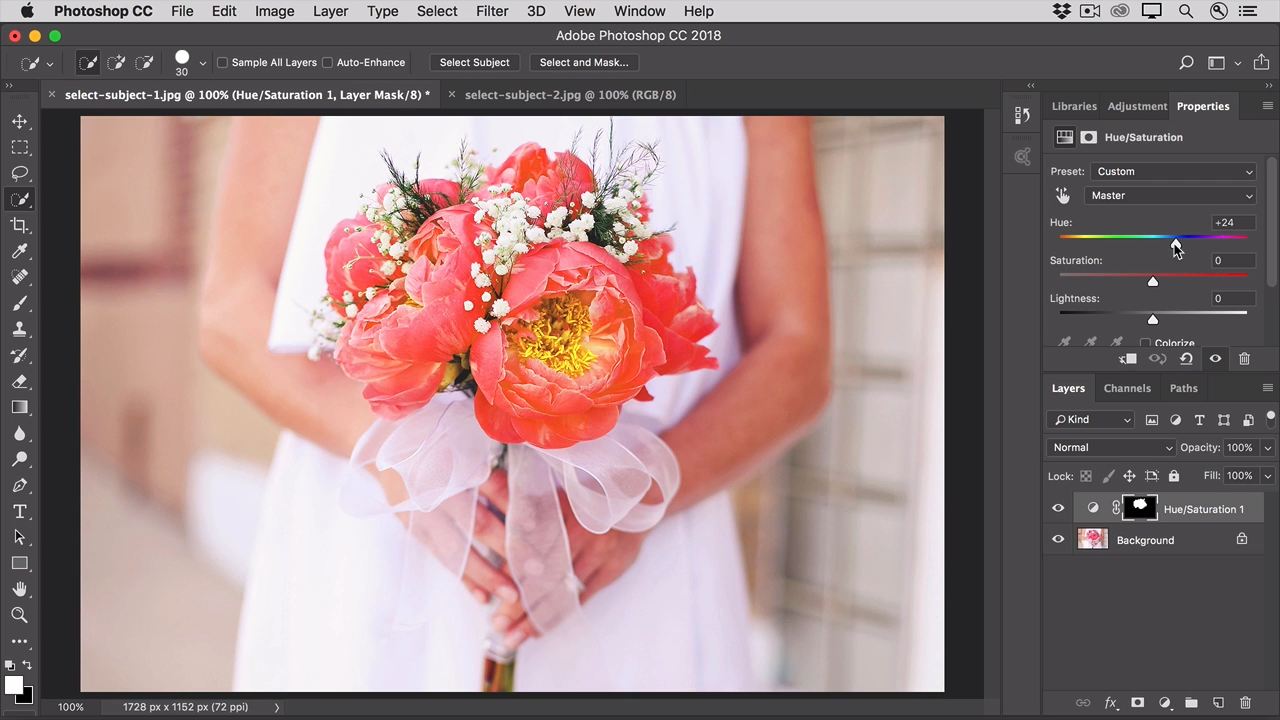 Photoshop CC File Edit Image Layer Type Select Filter 3D View Window Help
Adobe Photoshop CC 2018
30 Sample All Layers Auto-Enhance Select Subject Select and Mask...
select-subject-1.jpg @ 100% (Hue/Saturation 1, Layer Mask/8) * select-subject-2.jpg @ 100% (RGB/8)
Libraries Adjustment Properties
Hue/Saturation
Preset: Custom
Master
Hue: +24
Saturation: 0
Lightness: 0
Colorize
Layers Channels Paths
Kind
Normal Opacity: 100%
Lock: Fill: 100%
Hue/Saturation 1
Background
fx
100% 1728 px x 1152 px (72 ppi)